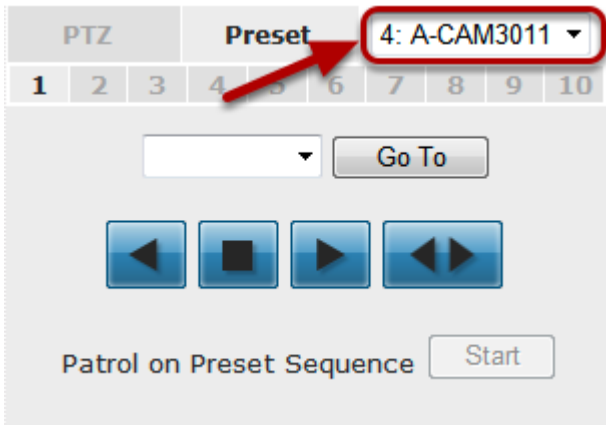 PTZ Preset 4: A-CAM3011
1 2 3 4 5 6 7 8 9 10
Go To
Patrol on Preset Sequence Start